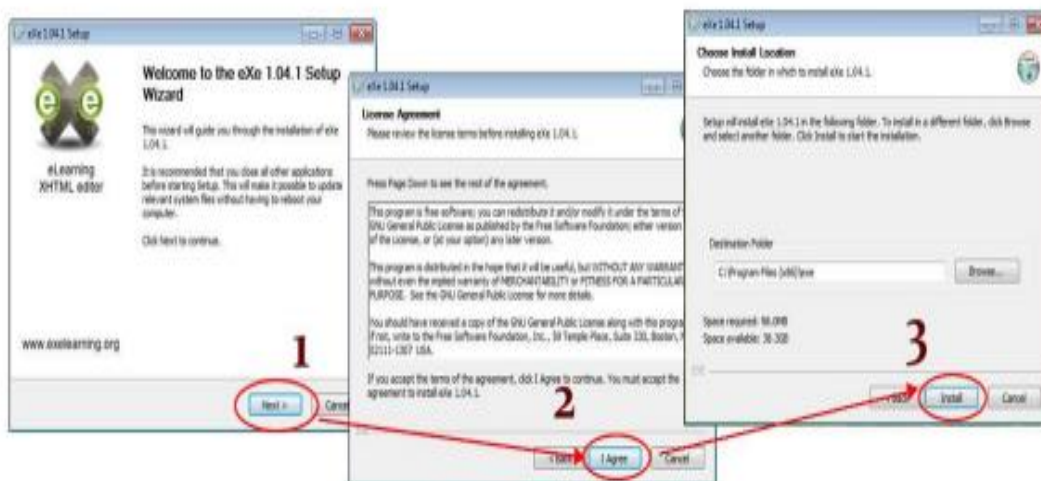 eXe 1.04.1 Setup
Welcome to the eXe 1.04.1 Setup
Wizard
This wizard will guide you through the installation of eXe
1.04.1.
It is recommended that you close all other applications
before starting Setup. This will make it possible to update
relevant system files without having to reboot your
computer.
Click Next to continue.
eLearning
XHTML editor
www.exelearning.org
1
Next >
Cancel
eXe 1.04.1 Setup
License Agreement
Please review the license terms before installing eXe 1.04.1.
Press Page Down to see the rest of the agreement.
This program is free software; you can redistribute it and/or modify it under the terms of
GNU General Public License as published by the Free Software Foundation; either version
of the License, or (at your option) any later version.
This program is distributed in the hope that it will be useful, but WITHOUT ANY WARRANT
without even the implied warranty of MERCHANTABILITY or FITNESS FOR A PARTICULAR
PURPOSE. See the GNU General Public License for more details.
You should have received a copy of the GNU General Public License along with this progra
if not, write to the Free Software Foundation, Inc., 59 Temple Place, Suite 330, Boston,
02111-1307 USA.
If you accept the terms of the agreement, click I Agree to continue. You must accept the
agreement to install eXe 1.04.1.
2
< Back
I Agree
Cancel
eXe 1.04.1 Setup
Choose Install Location
Choose the folder in which to install eXe 1.04.1.
Setup will install eXe 1.04.1 in the following folder. To install in a different folder, click Browse
and select another folder. Click Install to start the installation.
Destination Folder
C:\Program Files (x86)\exe
Browse...
Space required:
Space available:
3
Install
Cancel